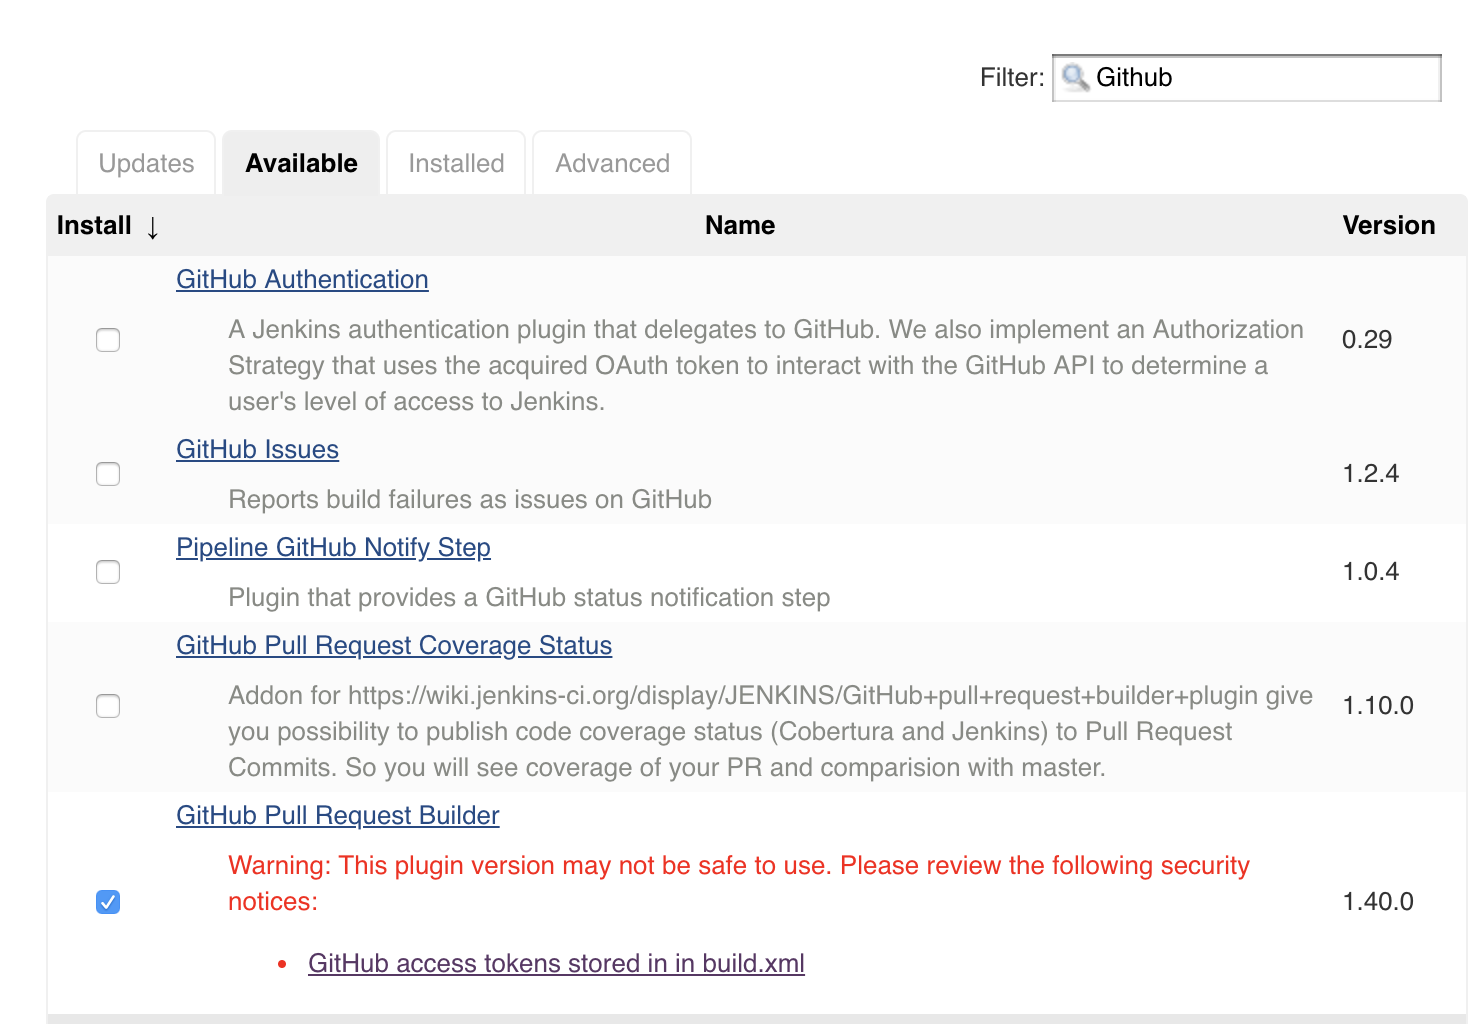 Filter: Github
Updates Available Installed Advanced
Install ↓ Name Version
GitHub Authentication
A Jenkins authentication plugin that delegates to GitHub. We also implement an Authorization
Strategy that uses the acquired OAuth token to interact with the GitHub API to determine a
user's level of access to Jenkins.
0.29
GitHub Issues
Reports build failures as issues on GitHub
1.2.4
Pipeline GitHub Notify Step
Plugin that provides a GitHub status notification step
1.0.4
GitHub Pull Request Coverage Status
Addon for https://wiki.jenkins-ci.org/display/JENKINS/GitHub+pull+request+builder+plugin give
you possibility to publish code coverage status (Cobertura and Jenkins) to Pull Request
Commits. So you will see coverage of your PR and comparision with master.
1.10.0
GitHub Pull Request Builder
Warning: This plugin version may not be safe to use. Please review the following security
notices:
1.40.0
• GitHub access tokens stored in in build.xml